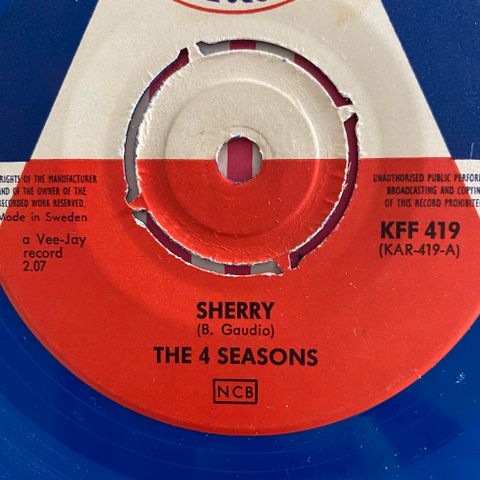 RIGHTS OF THE MANUFACTURER
AND OF THE OWNER OF THE
RECORDED WORK RESERVED.
Made in Sweden
a Vee-Jay
record
2.07
UNAUTHORISED PUBLIC PERFOR
BROADCASTING AND COPYIN
OF THIS RECORD PROHIBITE
KFF 419
(KAR-419-A)
SHERRY
(B. Gaudio)
THE 4 SEASONS
NCB